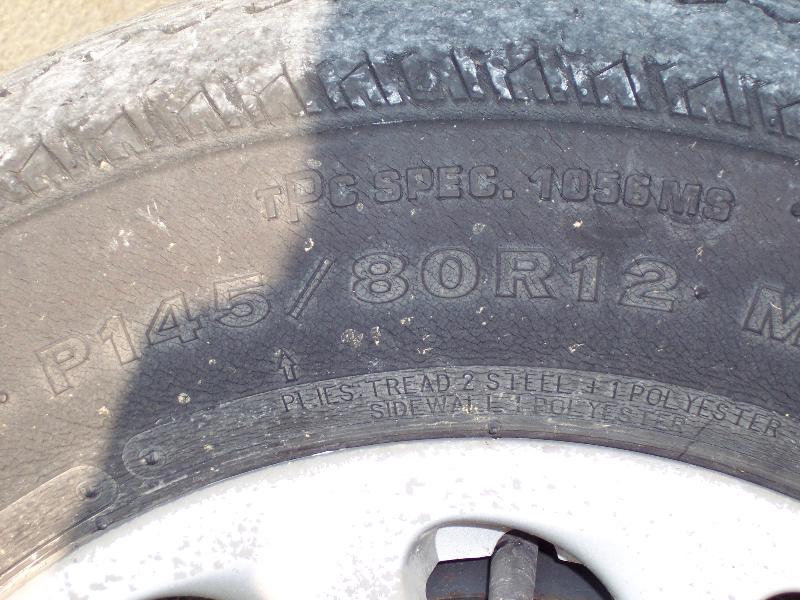 TPC SPEC. 1056MS
P145/80R12 M
PLIES: TREAD 2 STEEL + 1 POLYESTER
SIDEWALL 1 POLYESTER